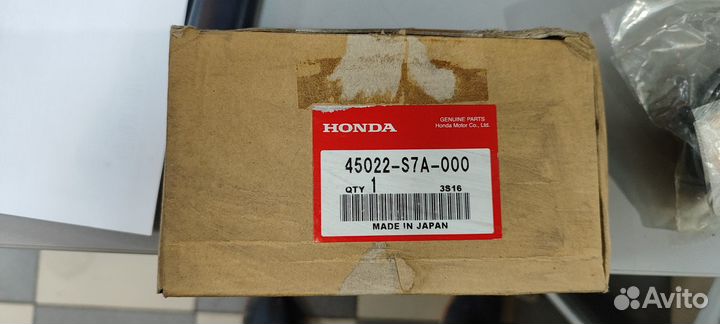 HONDA
GENUINE PARTS
Honda Motor Co., Ltd.
45022-S7A-000
QTY 1 3S16
MADE IN JAPAN
Avito